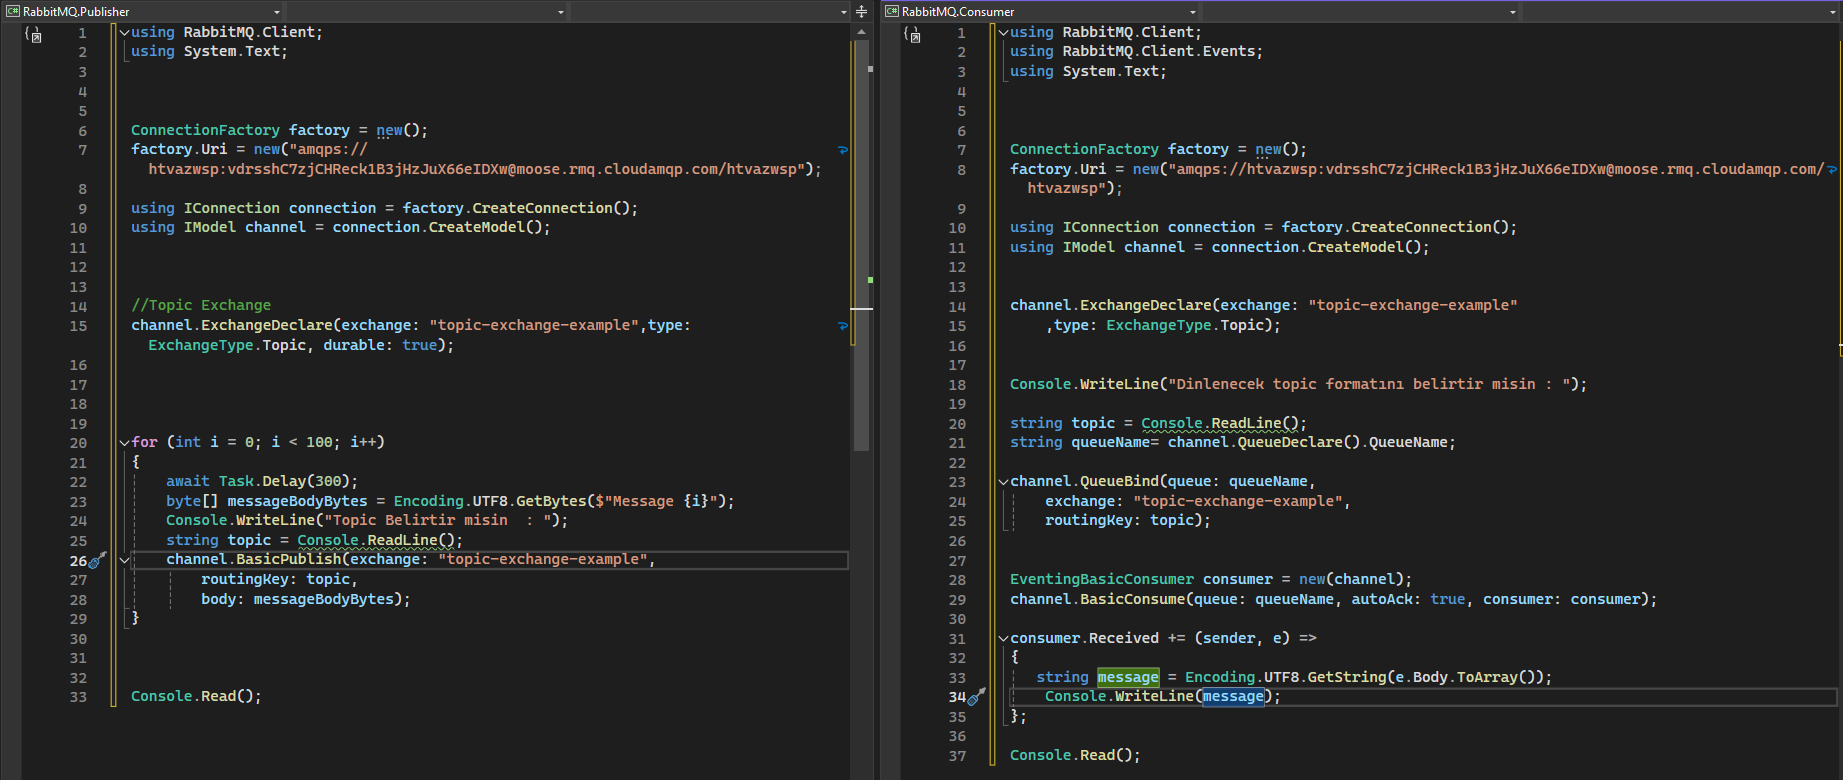 RabbitMQ.Publisher
1 using RabbitMQ.Client;
2 using System.Text;
3
4
5
6 ConnectionFactory factory = new();
7 factory.Uri = new("amqps://
htvazwsp:vdrsshC7zjCHReck1B3jHzJuX66eIDXw@moose.rmq.cloudamqp.com/htvazwsp");
8
9 using IConnection connection = factory.CreateConnection();
10 using IModel channel = connection.CreateModel();
11
12
13
14 //Topic Exchange
15 channel.ExchangeDeclare(exchange: "topic-exchange-example",type:
ExchangeType.Topic, durable: true);
16
17
18
19
20 for (int i = 0; i < 100; i++)
21 {
22 await Task.Delay(300);
23 byte[] messageBodyBytes = Encoding.UTF8.GetBytes($"Message {i}");
24 Console.WriteLine("Topic Belirtir misin  : ");
25 string topic = Console.ReadLine();
26 channel.BasicPublish(exchange: "topic-exchange-example",
27 routingKey: topic,
28 body: messageBodyBytes);
29 }
30
31
32
33 Console.Read();
RabbitMQ.Consumer
1 using RabbitMQ.Client;
2 using RabbitMQ.Client.Events;
3 using System.Text;
4
5
6
7 ConnectionFactory factory = new();
8 factory.Uri = new("amqps://htvazwsp:vdrsshC7zjCHReck1B3jHzJuX66eIDXw@moose.rmq.cloudamqp.com/
htvazwsp");
9
10 using IConnection connection = factory.CreateConnection();
11 using IModel channel = connection.CreateModel();
12
13
14 channel.ExchangeDeclare(exchange: "topic-exchange-example"
15 ,type: ExchangeType.Topic);
16
17
18 Console.WriteLine("Dinlenecek topic formatını belirtir misin : ");
19
20 string topic = Console.ReadLine();
21 string queueName= channel.QueueDeclare().QueueName;
22
23 channel.QueueBind(queue: queueName,
24 exchange: "topic-exchange-example",
25 routingKey: topic);
26
27
28 EventingBasicConsumer consumer = new(channel);
29 channel.BasicConsume(queue: queueName, autoAck: true, consumer: consumer);
30
31 consumer.Received += (sender, e) =>
32 {
33 string message = Encoding.UTF8.GetString(e.Body.ToArray());
34 Console.WriteLine(message);
35 };
36
37 Console.Read();